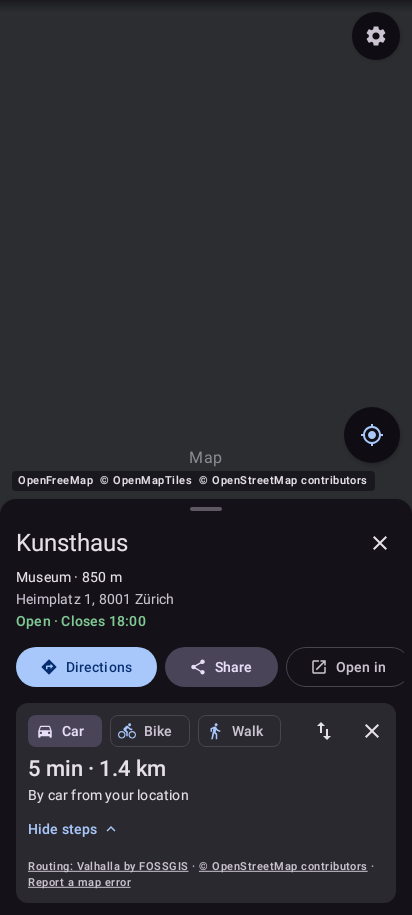 Map
OpenFreeMap © OpenMapTiles © OpenStreetMap contributors
Kunsthaus
Museum · 850 m
Heimplatz 1, 8001 Zürich
Open · Closes 18:00
Directions Share Open in
Car Bike Walk
5 min · 1.4 km
By car from your location
Hide steps
Routing: Valhalla by FOSSGIS · © OpenStreetMap contributors ·
Report a map error